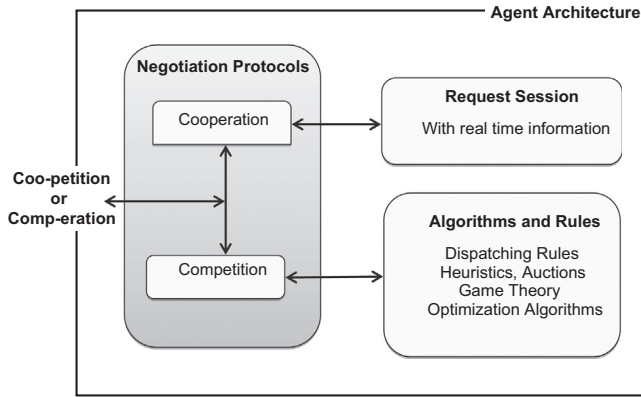 Agent Architecture
Negotiation Protocols
Cooperation
Competition
Coo-petition
or
Comp-eration
Request Session
With real time information
Algorithms and Rules
Dispatching Rules
Heuristics, Auctions
Game Theory
Optimization Algorithms